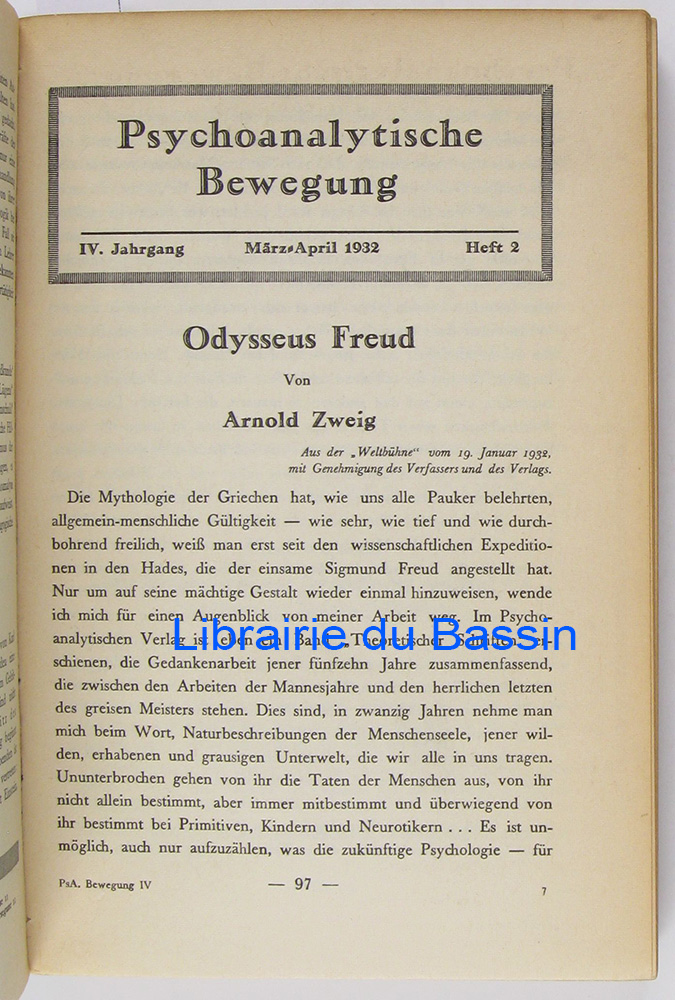 Psychoanalytische
Bewegung
IV. Jahrgang März-April 1932 Heft 2
Odysseus Freud
Von
Arnold Zweig
Aus der „Weltbühne“ vom 19. Januar 1932,
mit Genehmigung des Verfassers und des Verlags.
Die Mythologie der Griechen hat, wie uns alle Pauker belehrten,
allgemein-menschliche Gültigkeit — wie sehr, wie tief und wie durch-
bohrend freilich, weiß man erst seit den wissenschaftlichen Expeditio-
nen in den Hades, die der einsame Sigmund Freud angestellt hat.
Nur um auf seine mächtige Gestalt wieder einmal hinzuweisen, wende
ich mich für einen Augenblick von meiner Arbeit weg. Im Psycho-
analytischen Verlag ist eben ein Band „Theoretischer Schriften“ er-
Librairie du Bassin
schienen, die Gedankenarbeit jener fünfzehn Jahre zusammenfassend,
die zwischen den Arbeiten der Mannesjahre und den herrlichen letzten
des greisen Meisters stehen. Dies sind, in zwanzig Jahren nehme man
mich beim Wort, Naturbeschreibungen der Menschenseele, jener wil-
den, erhabenen und grausigen Unterwelt, die wir alle in uns tragen.
Ununterbrochen gehen von ihr die Taten der Menschen aus, von ihr
nicht allein bestimmt, aber immer mitbestimmt und überwiegend von
ihr bestimmt bei Primitiven, Kindern und Neurotikern . . . Es ist un-
möglich, auch nur aufzuzählen, was die zukünftige Psychologie — für
PsA. Bewegung IV — 97 — 7